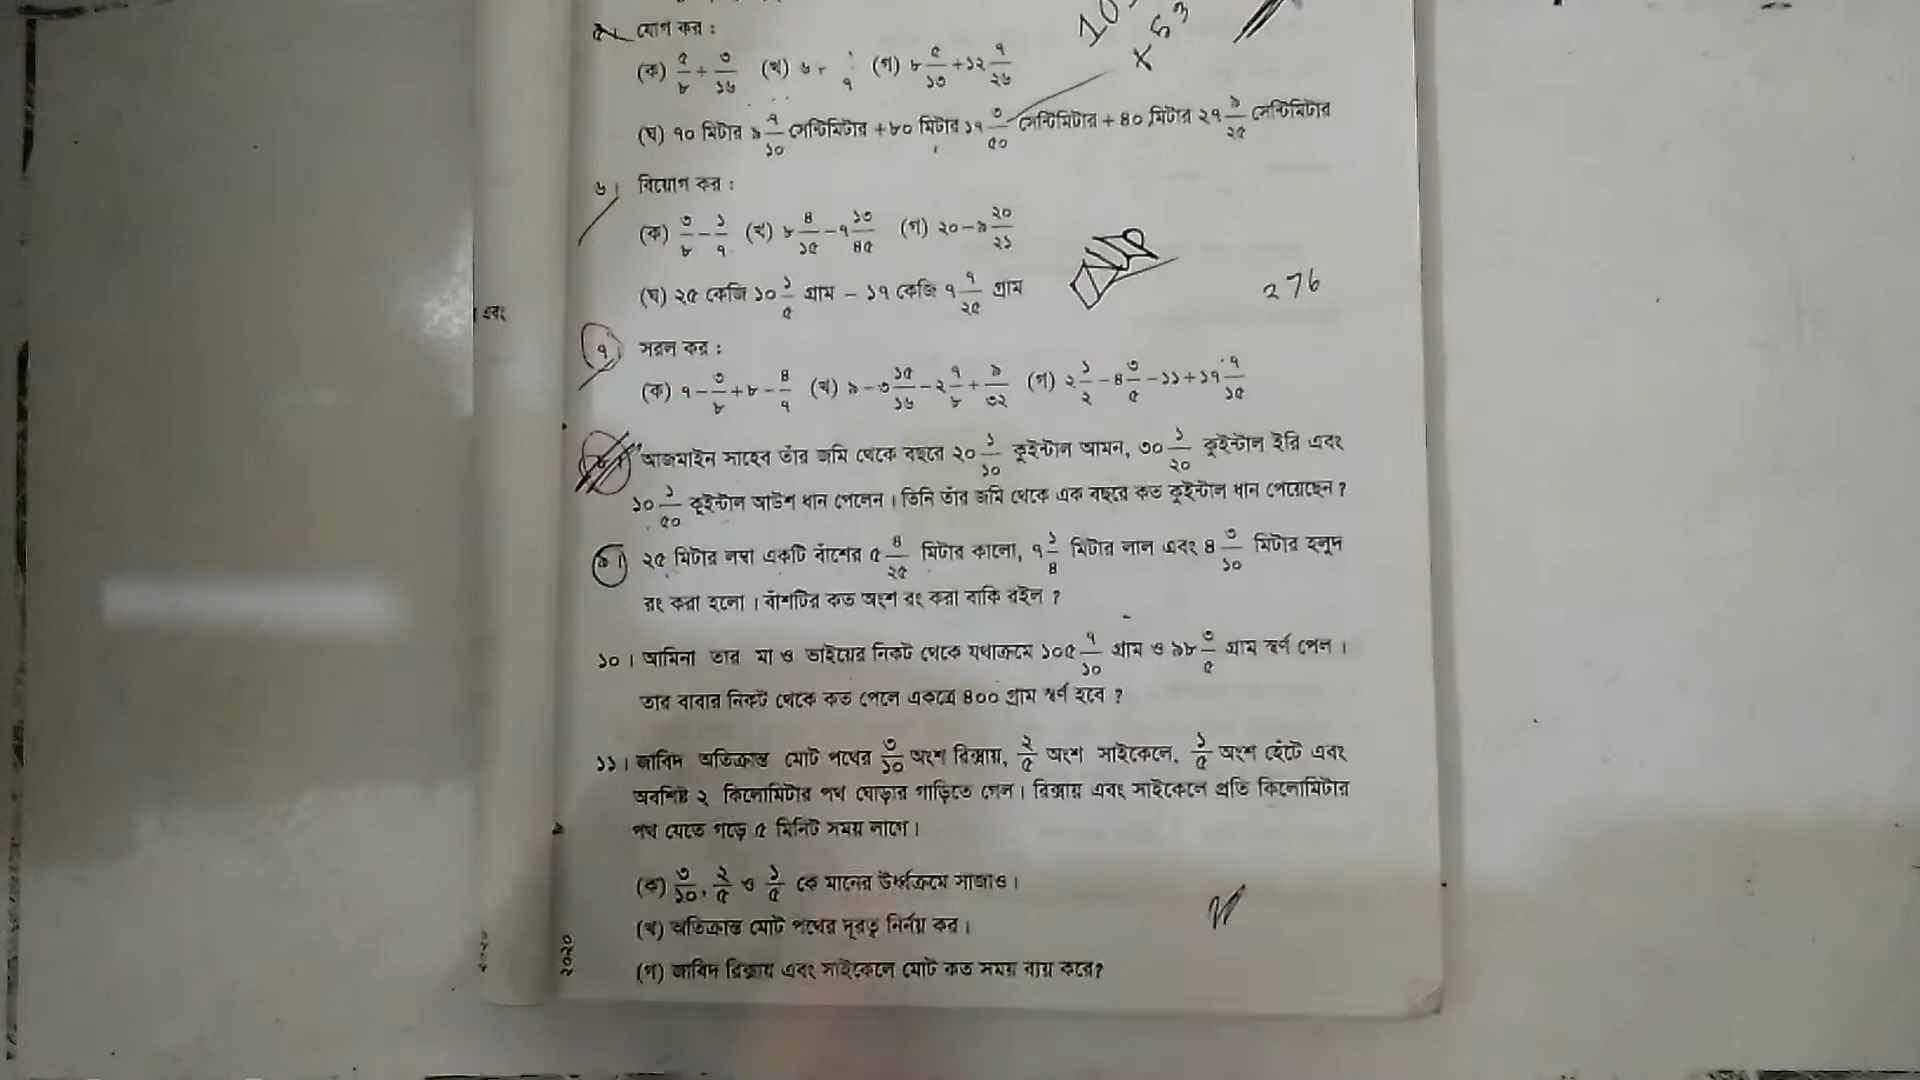 ৫। যোগ কর :
(ক) ৫/৮ + ৩/১৬ (খ) ৬ + ১/৭ (গ) ৮ ৫/১৩ + ১২ ৭/২৬
(ঘ) ৭০ মিটার ৯ ৭/১০ সেন্টিমিটার + ৮০ মিটার ১৭ ৩/৫০ সেন্টিমিটার + ৪০ মিটার ২৭ ৯/২৫ সেন্টিমিটার
৬। বিয়োগ কর :
(ক) ৩/৮ − ১/৭ (খ) ৮ ৪/১৫ − ৭ ১৩/৪৫ (গ) ২০ − ৯ ২০/২১
(ঘ) ২৫ কেজি ১০ ১/৫ গ্রাম − ১৭ কেজি ৭ ৭/২৫ গ্রাম
276
এবং
৭ সরল কর :
(ক) ৭ − ৩/৮ + ৮ − ৪/৭ (খ) ৯ − ৩ ১৫/১৬ − ২ ৭/৮ + ৯/৩২ (গ) ২ ১/২ − ৪ ৩/৫ − ১১ + ১৭ ৭/১৫
৮। আজমাইন সাহেব তাঁর জমি থেকে বছরে ২০ ১/১০ কুইন্টাল আমন, ৩০ ১/২০ কুইন্টাল ইরি এবং
১০ ১/৫০ কুইন্টাল আউশ ধান পেলেন। তিনি তাঁর জমি থেকে এক বছরে কত কুইন্টাল ধান পেয়েছেন ?
৯। ২৫ মিটার লম্বা একটি বাঁশের ৫ ৪/২৫ মিটার কালো, ৭ ১/৪ মিটার লাল এবং ৪ ৩/১০ মিটার হলুদ
রং করা হলো। বাঁশটির কত অংশ রং করা বাকি রইল ?
১০। আমিনা তার মা ও ভাইয়ের নিকট থেকে যথাক্রমে ১০৫ ৭/১০ গ্রাম ও ৯৮ ৩/৫ গ্রাম স্বর্ণ পেল।
তার বাবার নিকট থেকে কত পেলে একত্রে ৪০০ গ্রাম স্বর্ণ হবে ?
১১। জাবিদ অতিক্রান্ত মোট পথের ৩/১০ অংশ রিক্সায়, ২/৫ অংশ সাইকেলে, ১/৫ অংশ হেঁটে এবং
অবশিষ্ট ২ কিলোমিটার পথ ঘোড়ার গাড়িতে গেল। রিক্সায় এবং সাইকেলে প্রতি কিলোমিটার
পথ যেতে গড়ে ৫ মিনিট সময় লাগে।
(ক) ৩/১০, ২/৫ ও ১/৫ কে মানের উর্ধ্বক্রমে সাজাও।
(খ) অতিক্রান্ত মোট পথের দূরত্ব নির্ণয় কর।
(গ) জাবিদ রিক্সায় এবং সাইকেলে মোট কত সময় ব্যয় করে?
২০২০
২০২০